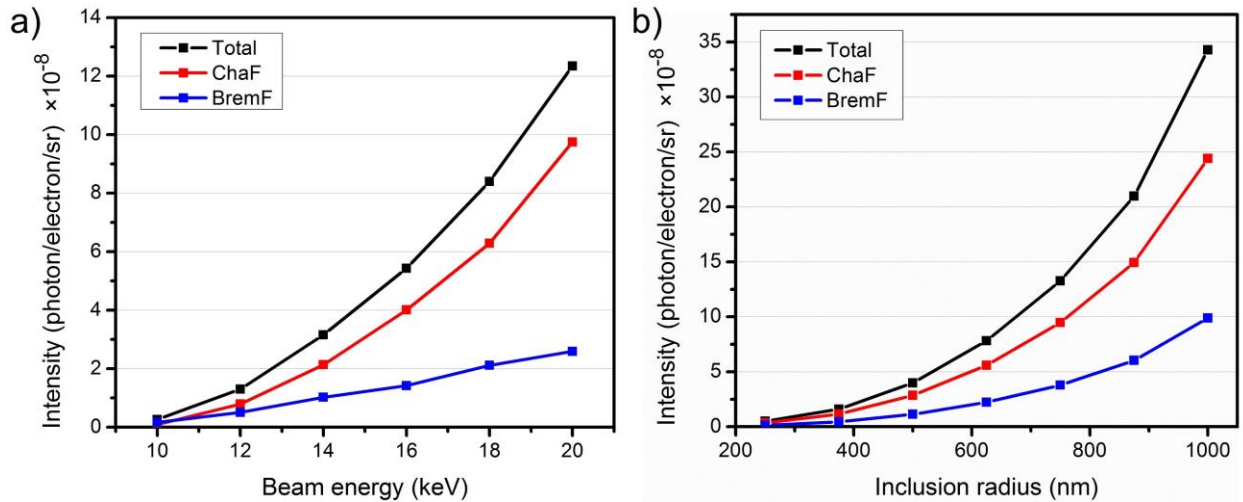 a)
Intensity (photon/electron/sr) ×10⁻⁸
14
12
10
8
6
4
2
0
Total
ChaF
BremF
10 12 14 16 18 20
Beam energy (keV)
b)
Intensity (photon/electron/sr) ×10⁻⁸
35
30
25
20
15
10
5
0
Total
ChaF
BremF
200 400 600 800 1000
Inclusion radius (nm)